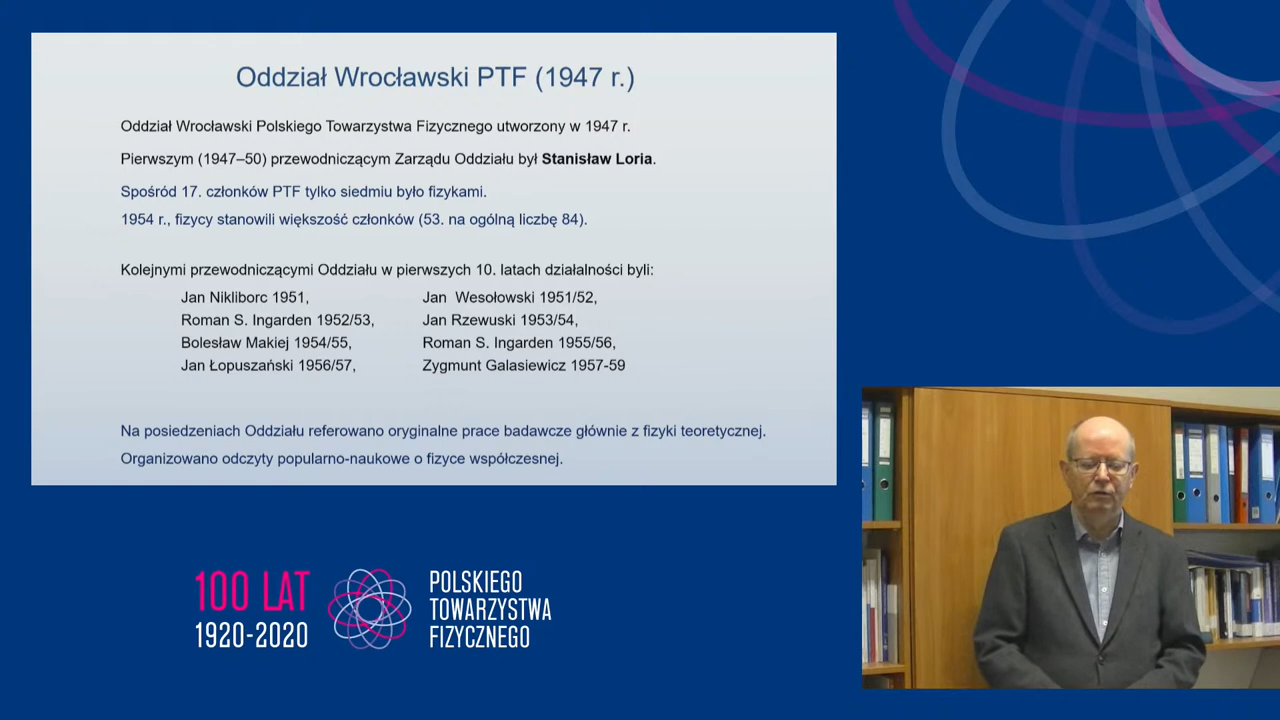 Oddział Wrocławski PTF (1947 r.)
Oddział Wrocławski Polskiego Towarzystwa Fizycznego utworzony w 1947 r.
Pierwszym (1947–50) przewodniczącym Zarządu Oddziału był Stanisław Loria.
Spośród 17. członków PTF tylko siedmiu było fizykami.
1954 r., fizycy stanowili większość członków (53. na ogólną liczbę 84).
Kolejnymi przewodniczącymi Oddziału w pierwszych 10. latach działalności byli:
Jan Nikliborc 1951, Jan Wesołowski 1951/52,
Roman S. Ingarden 1952/53, Jan Rzewuski 1953/54,
Bolesław Makiej 1954/55, Roman S. Ingarden 1955/56,
Jan Łopuszański 1956/57, Zygmunt Galasiewicz 1957-59
Na posiedzeniach Oddziału referowano oryginalne prace badawcze głównie z fizyki teoretycznej.
Organizowano odczyty popularno-naukowe o fizyce współczesnej.
100 LAT
1920-2020
POLSKIEGO
TOWARZYSTWA
FIZYCZNEGO